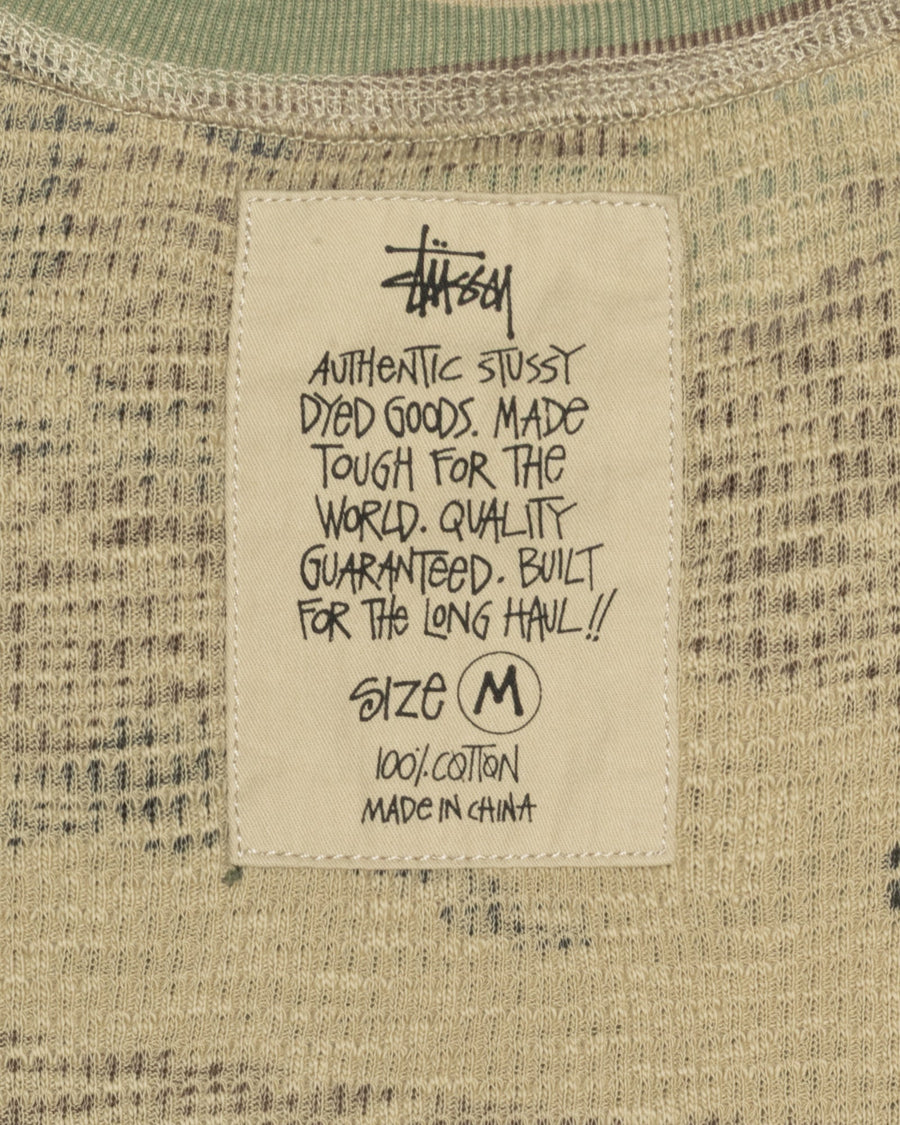 Stüssy
AUTHENTIC STUSSY
DYED GOODS. MADE
TOUGH FOR THE
WORLD. QUALITY
GUARANTEED. BUILT
FOR THE LONG HAUL!!
SIZE M
100% COTTON
MADE IN CHINA